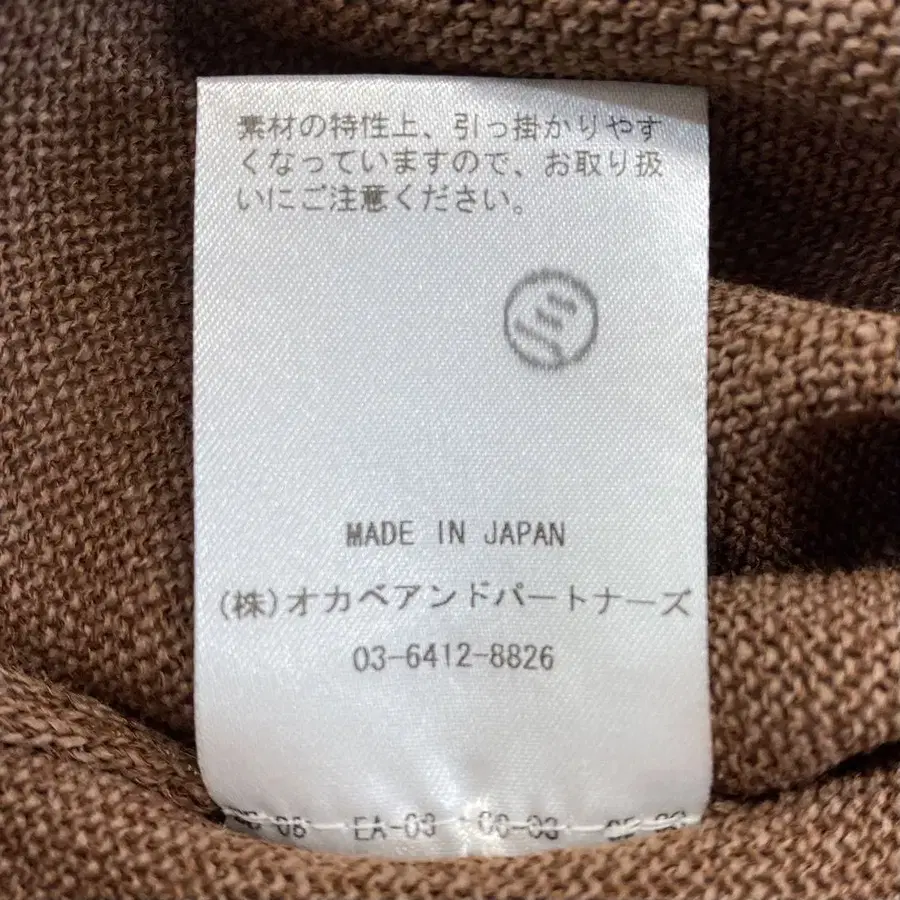 素材の特性上、引っ掛かりやす
くなっていますので、お取り扱
いにご注意ください。
MADE IN JAPAN
(株)オカベアンドパートナーズ
03-6412-8826
EA-03